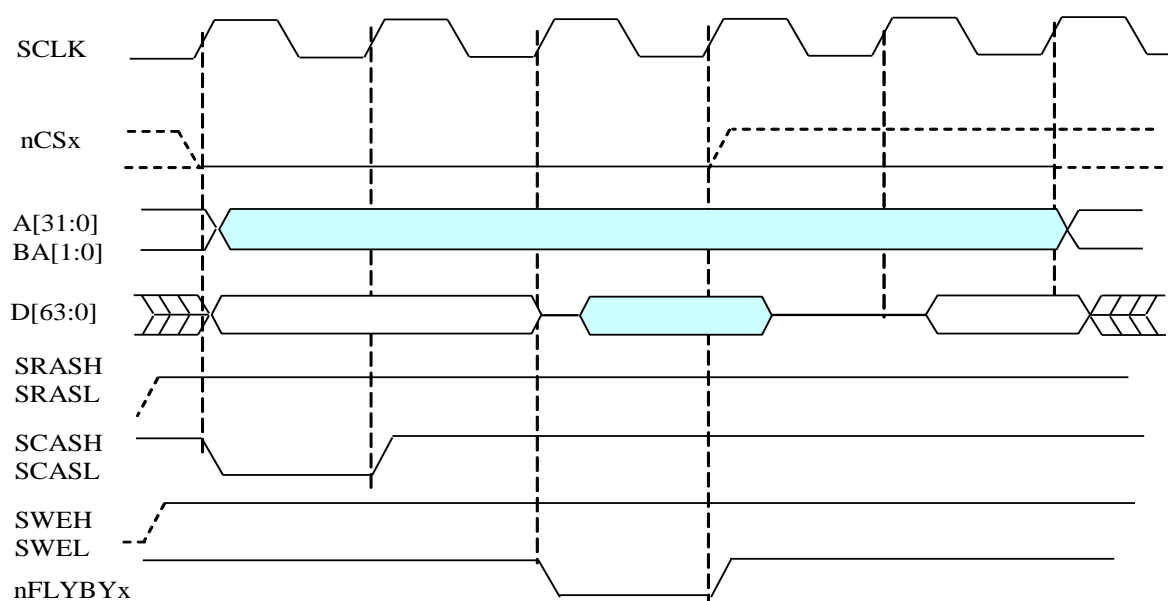 SCLK
nCSx
A[31:0]
BA[1:0]
D[63:0]
SRASH
SRASL
SCASH
SCASL
SWEH
SWEL
nFLYBYx